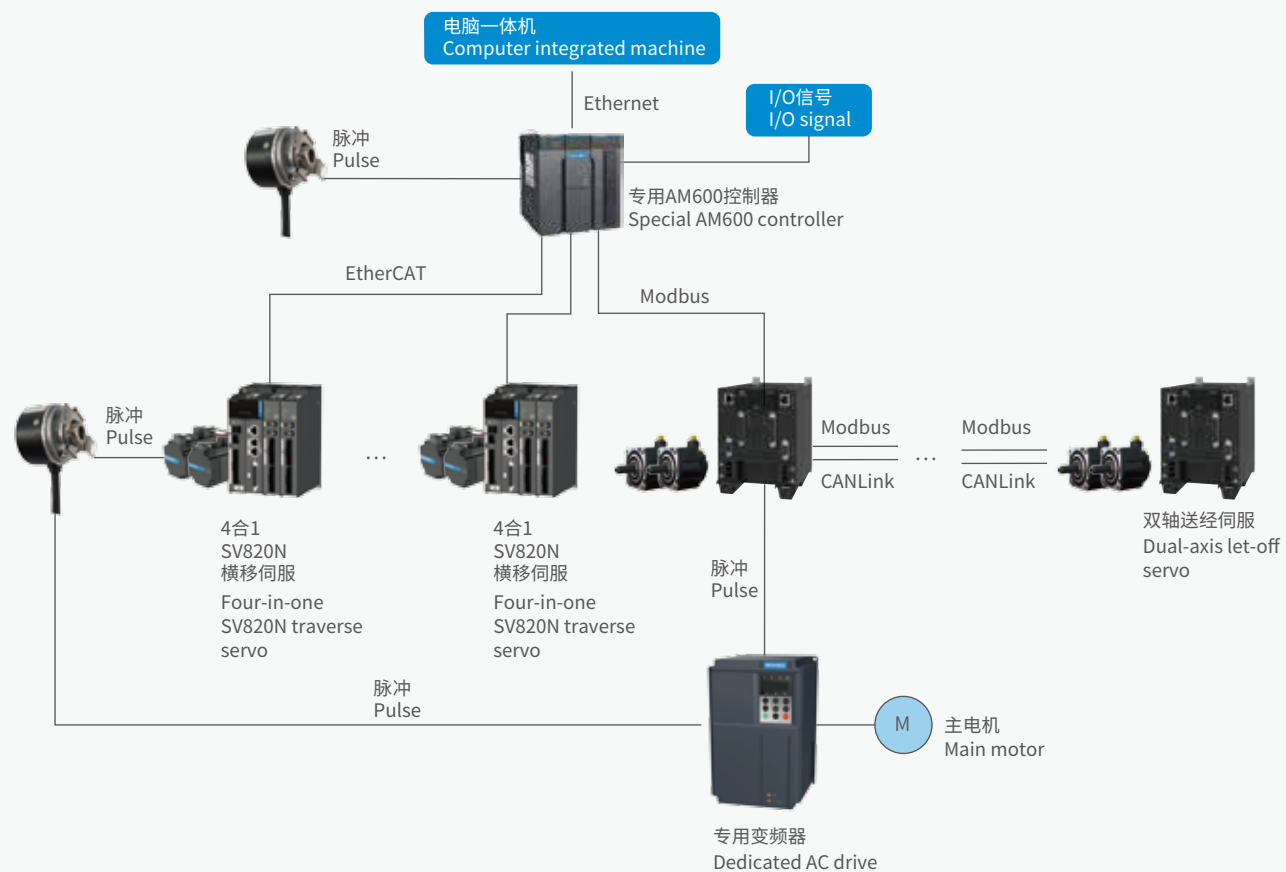 电脑一体机
Computer integrated machine
Ethernet
I/O信号
I/O signal
脉冲
Pulse
专用AM600控制器
Special AM600 controller
EtherCAT
Modbus
脉冲
Pulse
…
Modbus
CANLink
…
Modbus
CANLink
4合1
SV820N
横移伺服
Four-in-one
SV820N traverse
servo
4合1
SV820N
横移伺服
Four-in-one
SV820N traverse
servo
双轴送经伺服
Dual-axis let-off
servo
脉冲
Pulse
脉冲
Pulse
M
主电机
Main motor
专用变频器
Dedicated AC drive